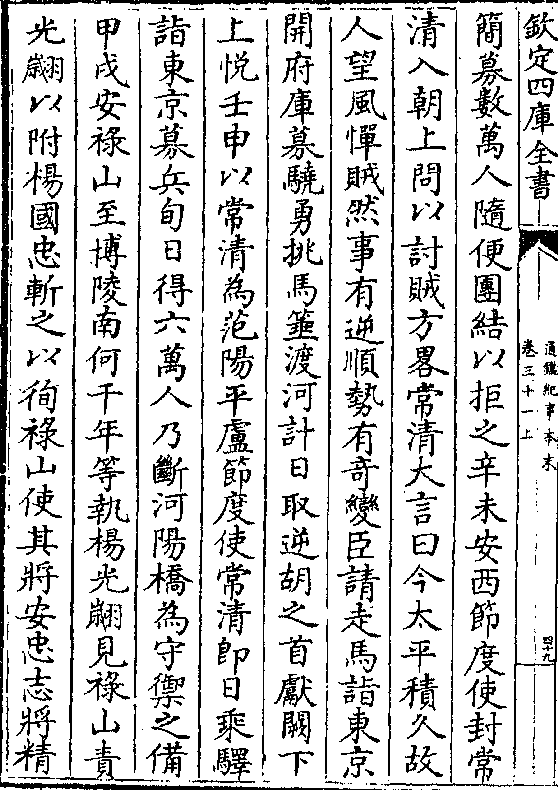 欽定四庫全書
通鑑紀事本末
卷三十一上
四十九
簡募數萬人隨便團結以拒之辛未安西節度使封常
清入朝上問以討賊方畧常清大言曰今太平積久故
人望風憚賊然事有逆順勢有奇變臣請走馬詣東京
開府庫募驍勇挑馬箠渡河計日取逆胡之首獻闕下
上悦壬申以常清為范陽平盧節度使常清即日乘驛
詣東京募兵旬日得六萬人乃斷河陽橋為守禦之備
甲戌安祿山至博陵南何千年等執楊光翽見祿山責
光翽以附楊國忠斬之以徇祿山使其將安忠志將精